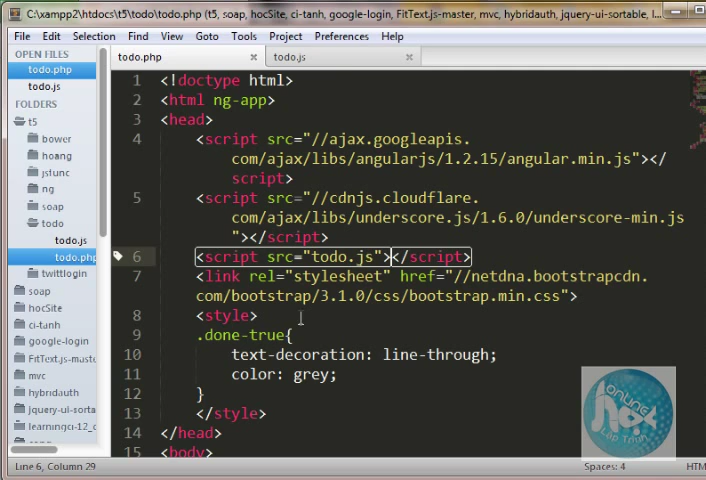 C:\xampp2\htdocs\t5\todo\todo.php (t5, soap, hocSite, ci-tanh, google-login, FitText.js-master, mvc, hybridauth, jquery-ui-sortable, l...
File Edit Selection Find View Goto Tools Project Preferences Help
OPEN FILES
todo.php
todo.js
FOLDERS
t5
bower
hoang
jsfunc
ng
soap
todo
todo.js
todo.php
twittlogin
soap
hocSite
ci-tanh
google-login
FitText.js-maste
mvc
hybridauth
jquery-ui-sorta
learningci-12_c
todo.php × todo.js ×
1 <!doctype html>
2 <html ng-app>
3 <head>
4 <script src="//ajax.googleapis.
com/ajax/libs/angularjs/1.2.15/angular.min.js"></
script>
5 <script src="//cdnjs.cloudflare.
com/ajax/libs/underscore.js/1.6.0/underscore-min.js
"></script>
6 <script src="todo.js"></script>
7 <link rel="stylesheet" href="//netdna.bootstrapcdn.
com/bootstrap/3.1.0/css/bootstrap.min.css">
8 <style>
9 .done-true{
10 text-decoration: line-through;
11 color: grey;
12 }
13 </style>
14 </head>
15 <body>
online
học
Lập Trình
Line 6, Column 29
Spaces: 4
HTM